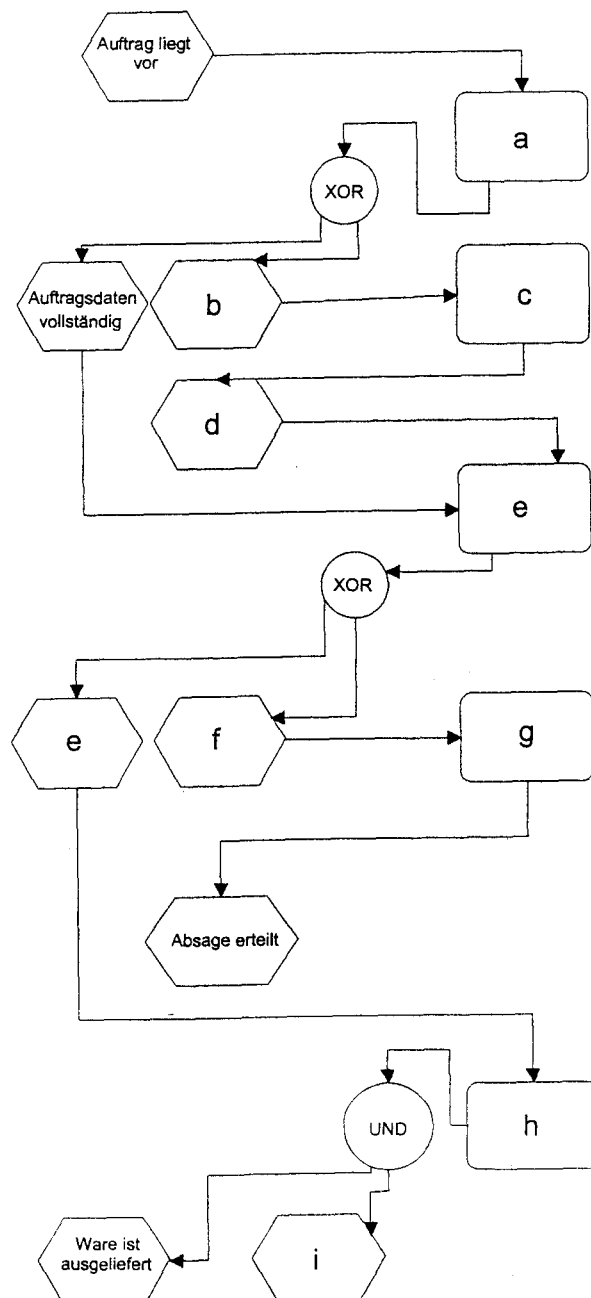 Auftrag liegt
vor
a
XOR
Auftragsdaten
vollständig
b
c
d
e
XOR
e
f
g
Absage erteilt
UND
h
Ware ist
ausgeliefert
i